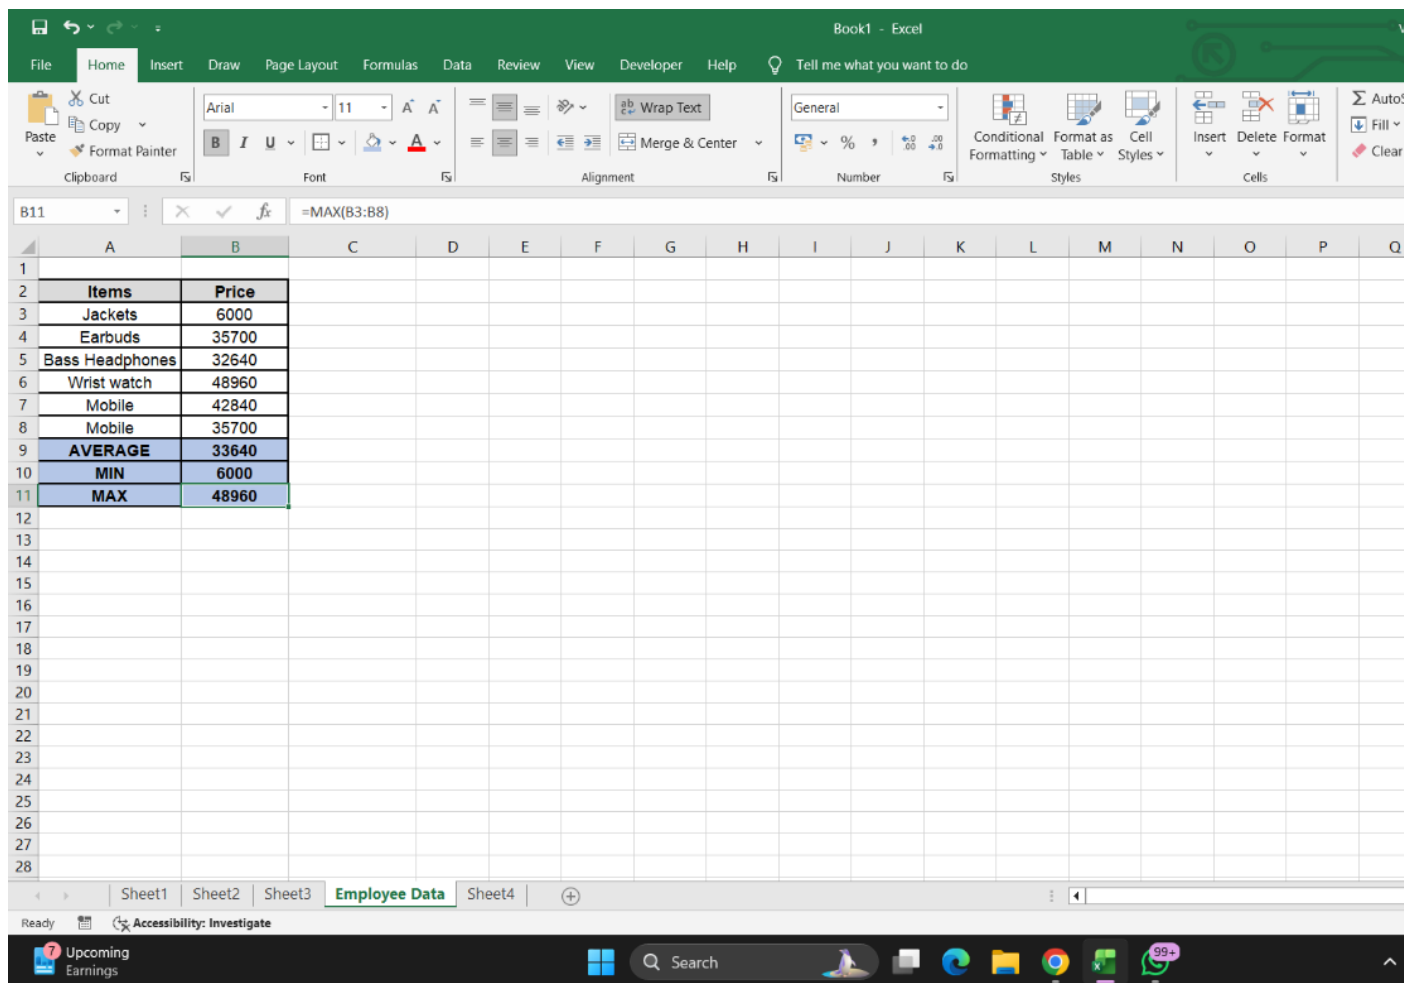 Book1 - Excel
File Home Insert Draw Page Layout Formulas Data Review View Developer Help Tell me what you want to do
Paste
Cut
Copy
Format Painter
Clipboard
Arial 11
B I U A
Font
ab Wrap Text
Merge & Center
Alignment
General
%
Number
Conditional Formatting
Format as Table
Cell Styles
Styles
Insert Delete Format
Cells
Fill
Clear
B11 fx =MAX(B3:B8)
A B C D E F G H I J K L M N O P Q
1
2 Items Price
3 Jackets 6000
4 Earbuds 35700
5 Bass Headphones 32640
6 Wrist watch 48960
7 Mobile 42840
8 Mobile 35700
9 AVERAGE 33640
10 MIN 6000
11 MAX 48960
12
13
14
15
16
17
18
19
20
21
22
23
24
25
26
27
28
Sheet1 Sheet2 Sheet3 Employee Data Sheet4
Ready Accessibility: Investigate
7 Upcoming
Earnings
Search
99+